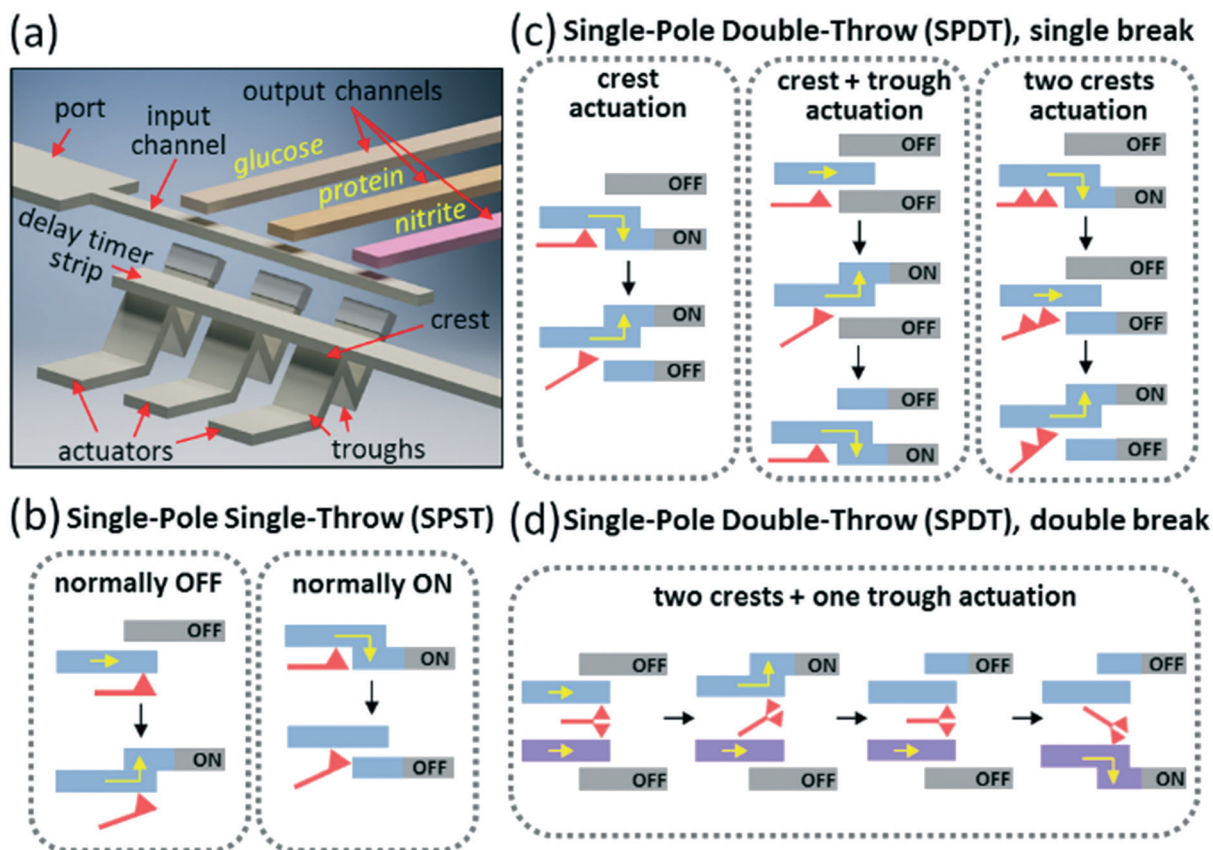 (a)
port
input
channel
output channels
glucose
protein
nitrite
delay timer
strip
crest
actuators
troughs
(b) Single-Pole Single-Throw (SPST)
normally OFF
OFF
ON
normally ON
ON
OFF
(c) Single-Pole Double-Throw (SPDT), single break
crest
actuation
OFF
ON
ON
OFF
crest + trough
actuation
OFF
OFF
ON
OFF
OFF
ON
two crests
actuation
OFF
ON
OFF
OFF
ON
OFF
(d) Single-Pole Double-Throw (SPDT), double break
two crests + one trough actuation
OFF
ON
OFF
OFF
OFF
OFF
OFF
ON